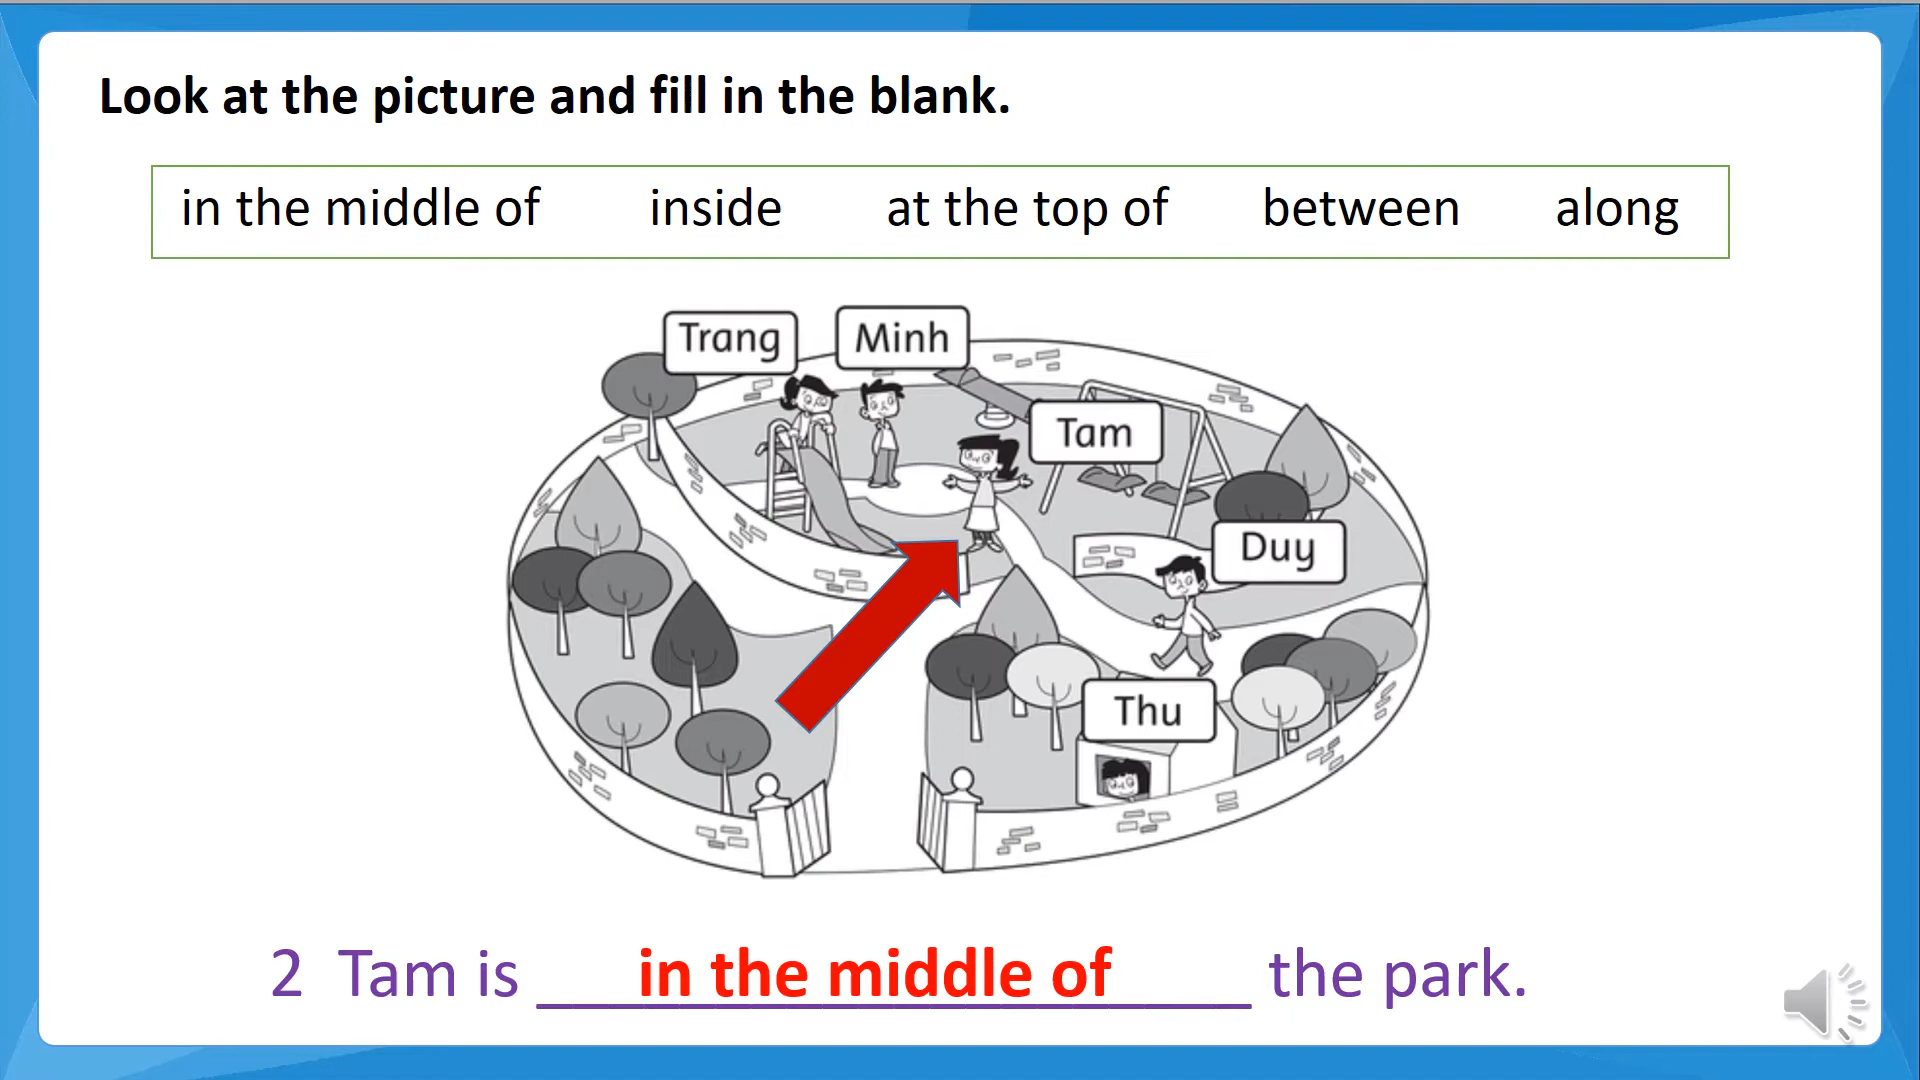 Look at the picture and fill in the blank.
in the middle of inside at the top of between along
Trang Minh
Tam
Duy
Thu
2 Tam is in the middle of the park.